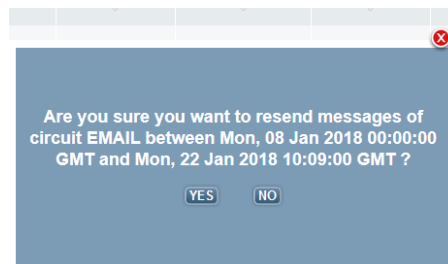 Are you sure you want to resend messages of
circuit EMAIL between Mon, 08 Jan 2018 00:00:00
GMT and Mon, 22 Jan 2018 10:09:00 GMT ?
YES NO